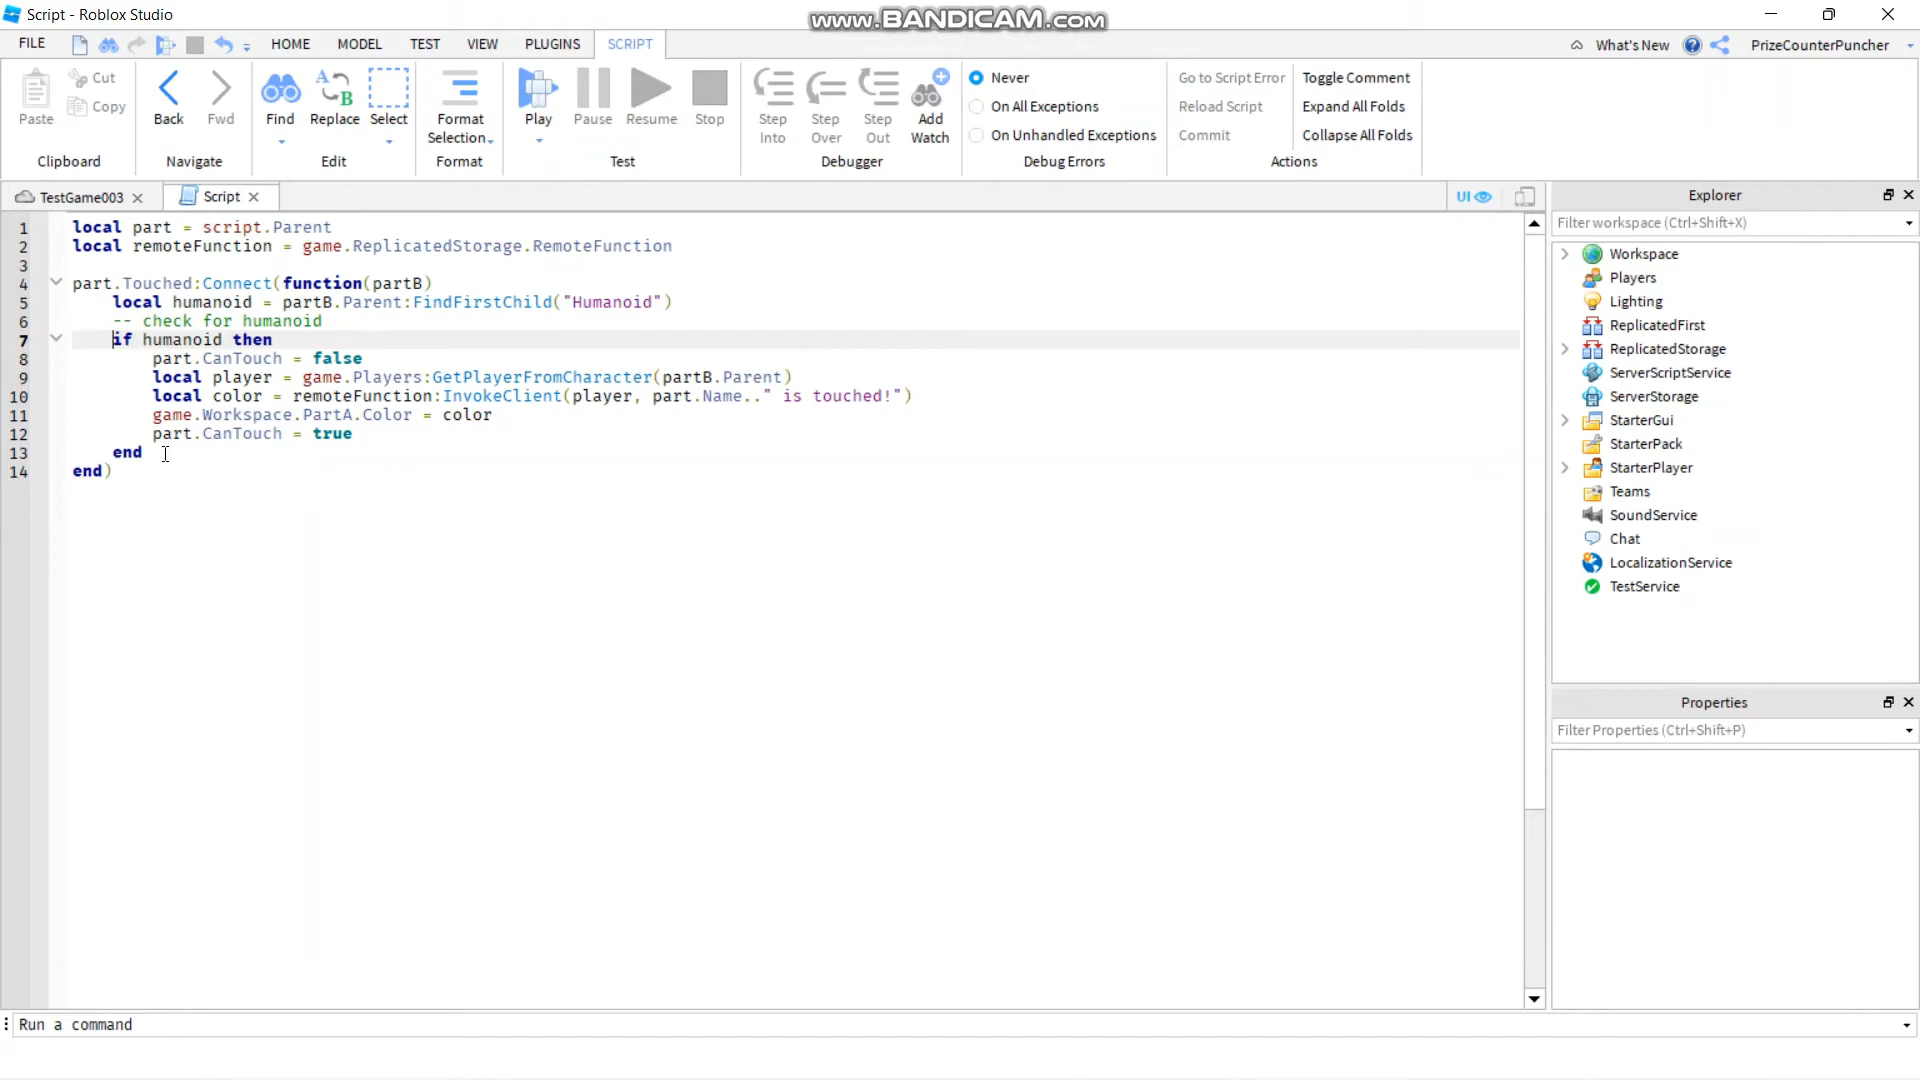 Script - Roblox Studio
www.BANDICAM.com
FILE HOME MODEL TEST VIEW PLUGINS SCRIPT
What's New PrizeCounterPuncher
Paste Cut Copy
Clipboard
Back Fwd
Navigate
Find Replace Select
Edit
Format Selection
Format
Play Pause Resume Stop
Test
Step Into
Step Over
Step Out
Add Watch
Debugger
Never
On All Exceptions
On Unhandled Exceptions
Debug Errors
Go to Script Error
Reload Script
Commit
Toggle Comment
Expand All Folds
Collapse All Folds
Actions
TestGame003 Script
UI
1 local part = script.Parent
2 local remoteFunction = game.ReplicatedStorage.RemoteFunction
3
4 part.Touched:Connect(function(partB)
5 local humanoid = partB.Parent:FindFirstChild("Humanoid")
6 -- check for humanoid
7 if humanoid then
8 part.CanTouch = false
9 local player = game.Players:GetPlayerFromCharacter(partB.Parent)
10 local color = remoteFunction:InvokeClient(player, part.Name.." is touched!")
11 game.Workspace.PartA.Color = color
12 part.CanTouch = true
13 end
14 end)
Explorer
Filter workspace (Ctrl+Shift+X)
Workspace
Players
Lighting
ReplicatedFirst
ReplicatedStorage
ServerScriptService
ServerStorage
StarterGui
StarterPack
StarterPlayer
Teams
SoundService
Chat
LocalizationService
TestService
Properties
Filter Properties (Ctrl+Shift+P)
Run a command